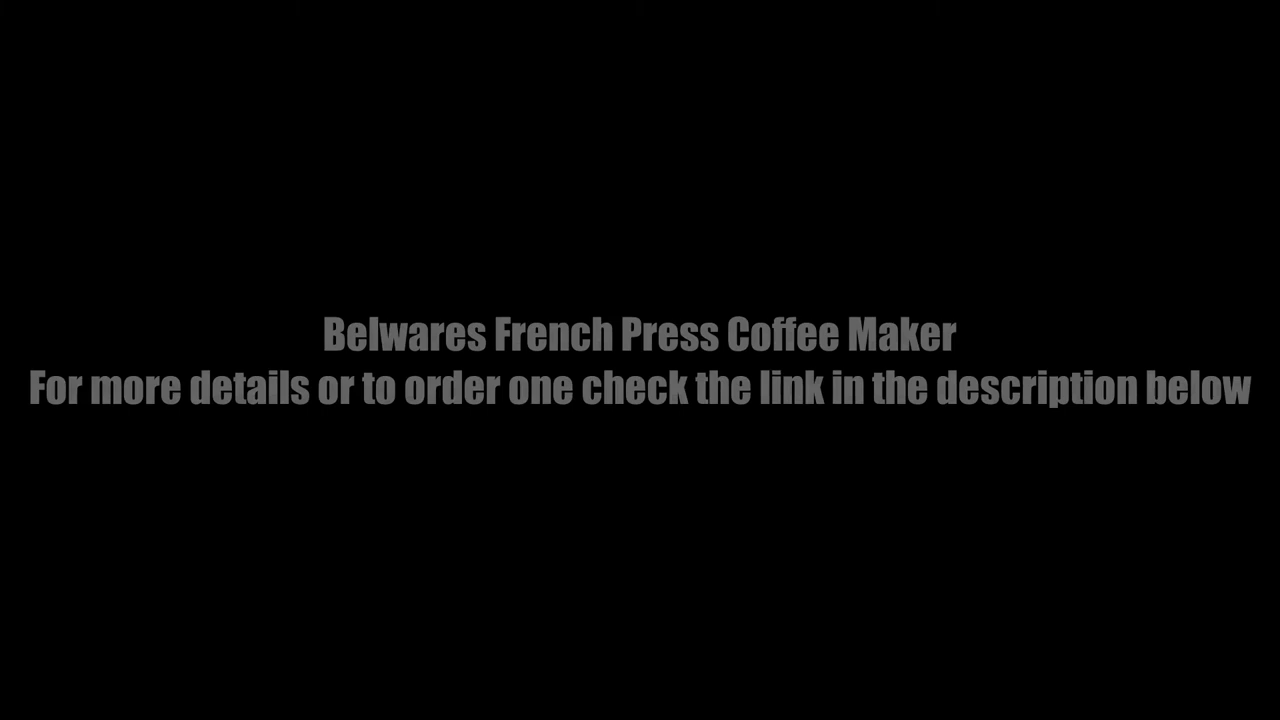 Belwares French Press Coffee Maker
For more details or to order one check the link in the description below